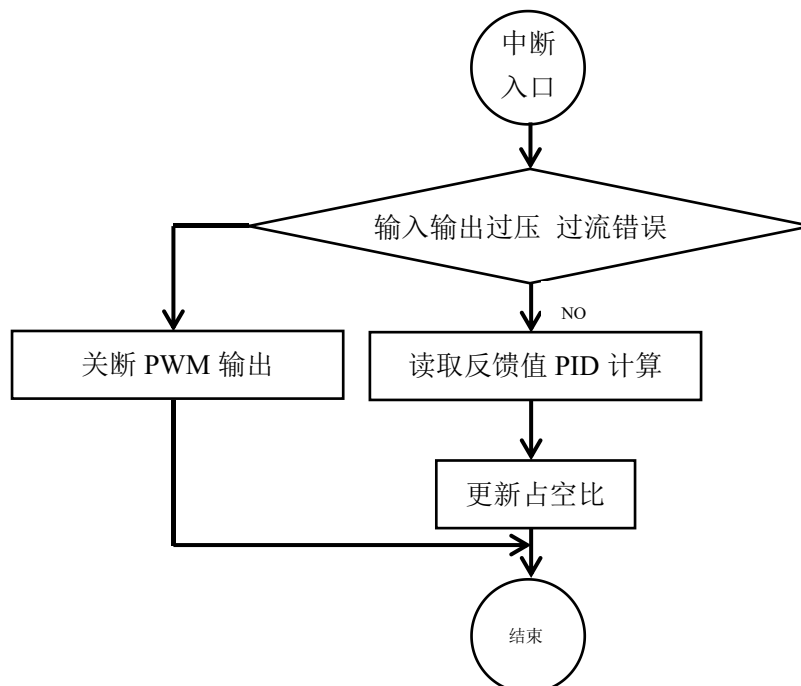 中断
入口
输入输出过压 过流错误
NO
关断 PWM 输出
读取反馈值 PID 计算
更新占空比
结束